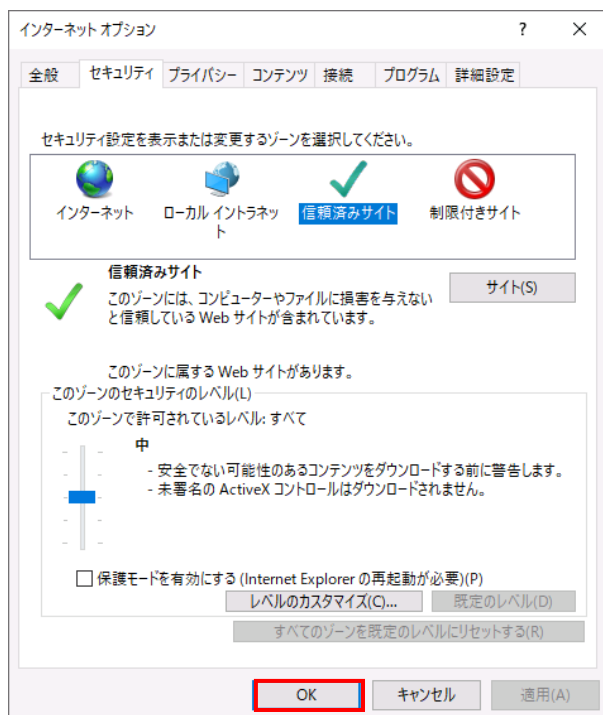 インターネット オプション
?
×
全般
セキュリティ
プライバシー
コンテンツ
接続
プログラム
詳細設定
セキュリティ設定を表示または変更するゾーンを選択してください。
インターネット
ローカル イントラネッ
ト
信頼済みサイト
制限付きサイト
信頼済みサイト
このゾーンには、コンピューターやファイルに損害を与えない
と信頼している Web サイトが含まれています。
サイト(S)
このゾーンに属する Web サイトがあります。
このゾーンのセキュリティのレベル(L)
このゾーンで許可されているレベル: すべて
中
- 安全でない可能性のあるコンテンツをダウンロードする前に警告します。
- 未署名の ActiveX コントロールはダウンロードされません。
保護モードを有効にする (Internet Explorer の再起動が必要)(P)
レベルのカスタマイズ(C)...
既定のレベル(D)
すべてのゾーンを既定のレベルにリセットする(R)
OK
キャンセル
適用(A)